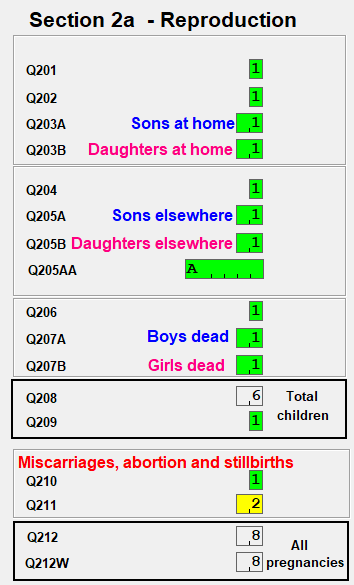 Section 2a - Reproduction
Q201 1
Q202 1
Q203A Sons at home 1
Q203B Daughters at home 1
Q204 1
Q205A Sons elsewhere 1
Q205B Daughters elsewhere 1
Q205AA A
Q206 1
Q207A Boys dead 1
Q207B Girls dead 1
Q208 6 Total
Q209 1 children
Miscarriages, abortion and stillbirths
Q210 1
Q211 2
Q212 8 All
Q212W 8 pregnancies